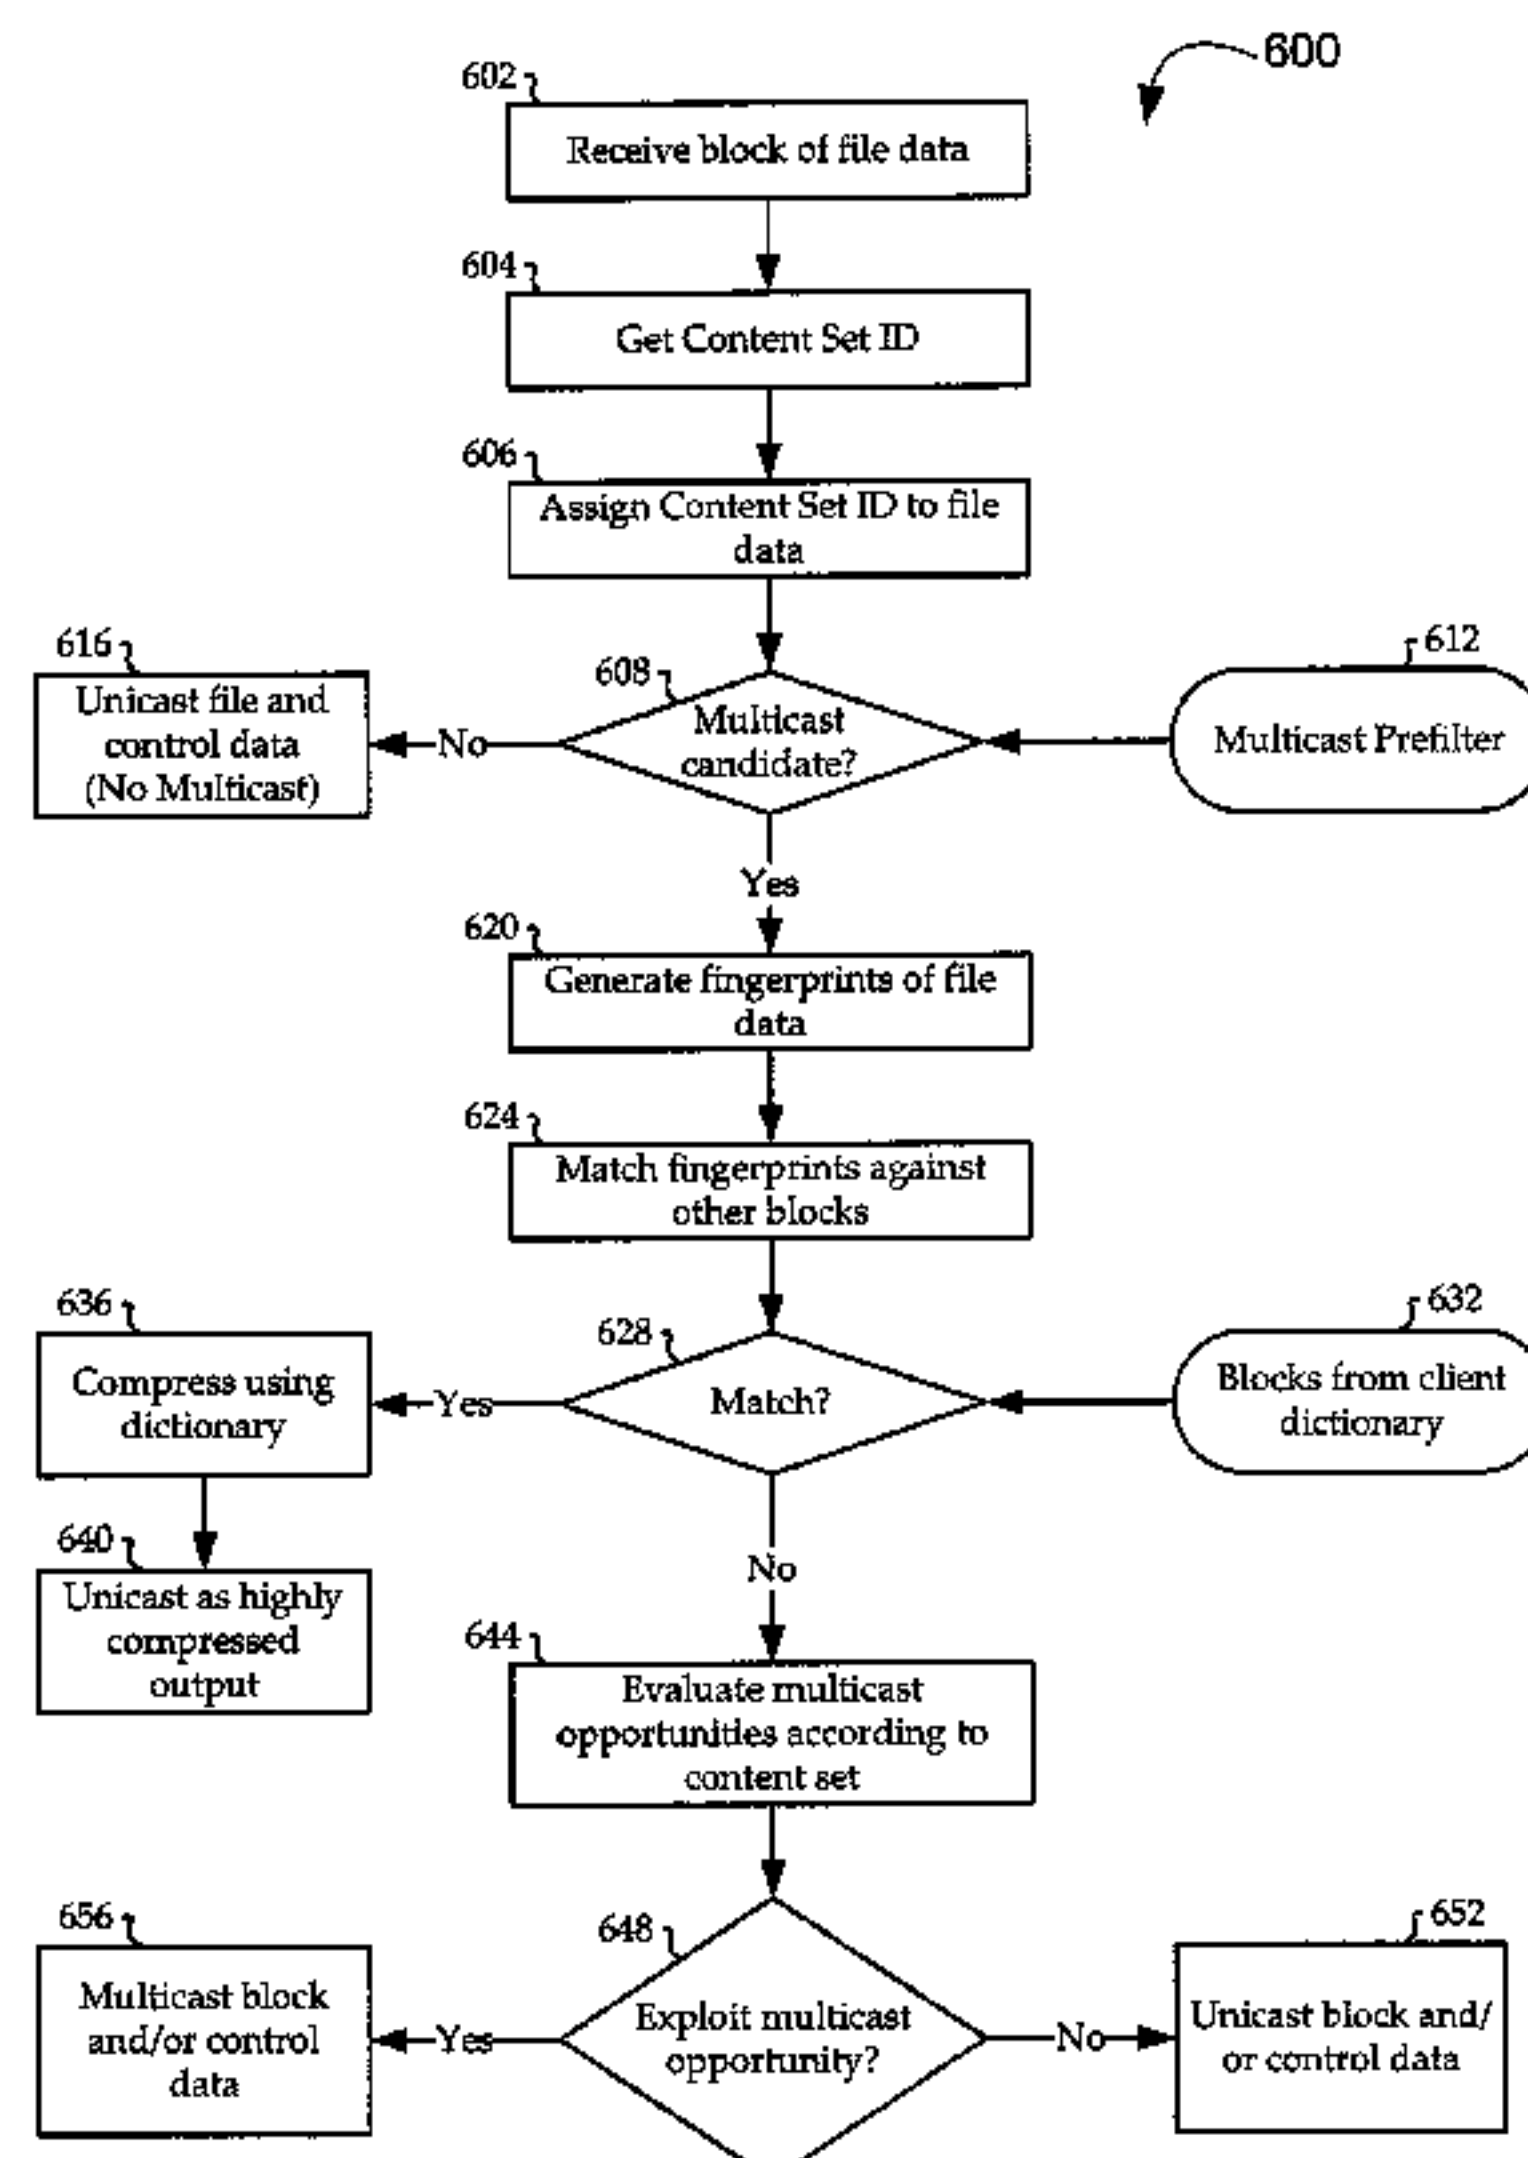 600
602
Receive block of file data
604
Get Content Set ID
606
Assign Content Set ID to file
data
616
Unicast file and
control data
(No Multicast)
No
608
Multicast
candidate?
612
Multicast Prefilter
Yes
620
Generate fingerprints of file
data
624
Match fingerprints against
other blocks
636
Compress using
dictionary
Yes
628
Match?
632
Blocks from client
dictionary
640
Unicast as highly
compressed
output
No
644
Evaluate multicast
opportunities according to
content set
656
Multicast block
and/or control
data
Yes
648
Exploit multicast
opportunity?
No
652
Unicast block and/
or control data